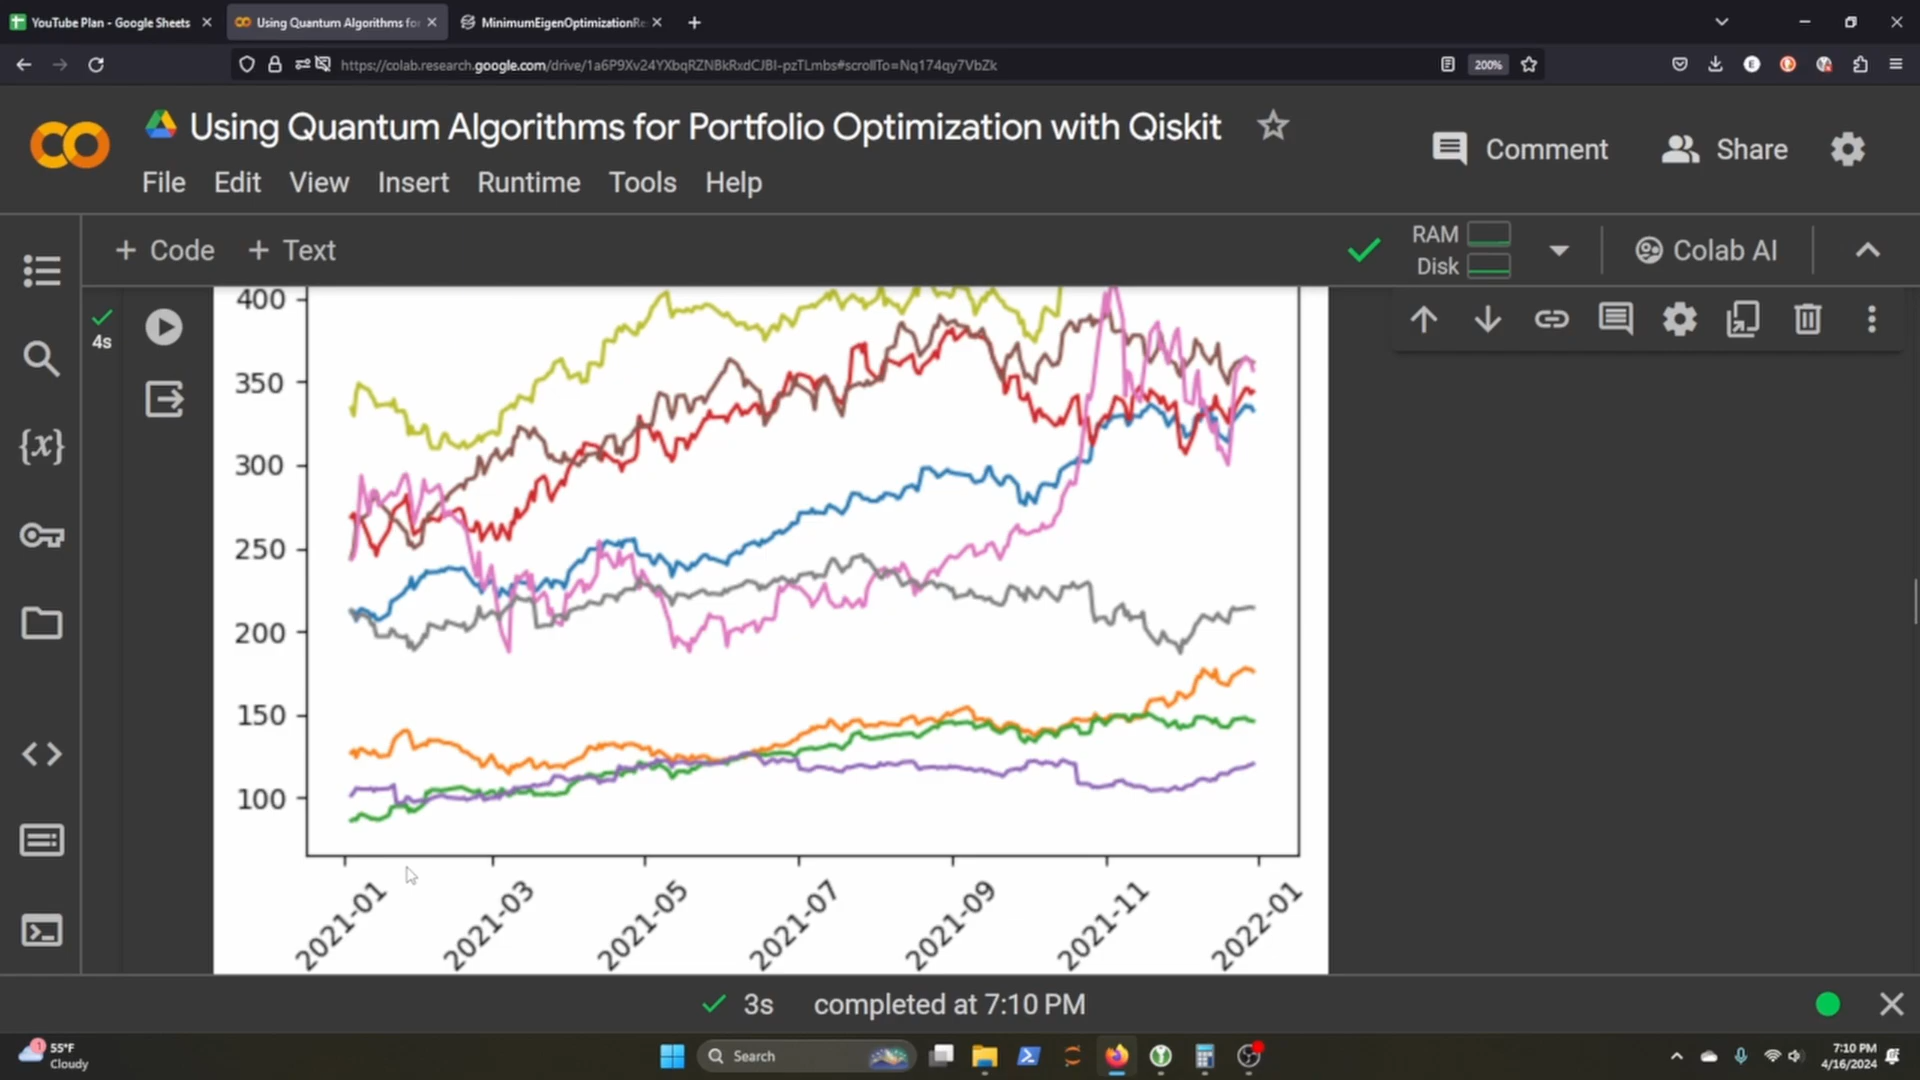 YouTube Plan - Google Sheets
Using Quantum Algorithms fo
MinimumEigenOptimizationRe
https://colab.research.google.com/drive/1a6P9Xv24YXbqRZNBkRxdCJBI-pzTLmbs#scrollTo=Nq174qy7VbZk
200%
Using Quantum Algorithms for Portfolio Optimization with Qiskit
Comment
Share
File Edit View Insert Runtime Tools Help
+ Code + Text
RAM
Disk
Colab AI
4s
{x}
400
350
300
250
200
150
100
2021-01
2021-03
2021-05
2021-07
2021-09
2021-11
2022-01
3s completed at 7:10 PM
1
55°F
Cloudy
Search
7:10 PM
4/16/2024